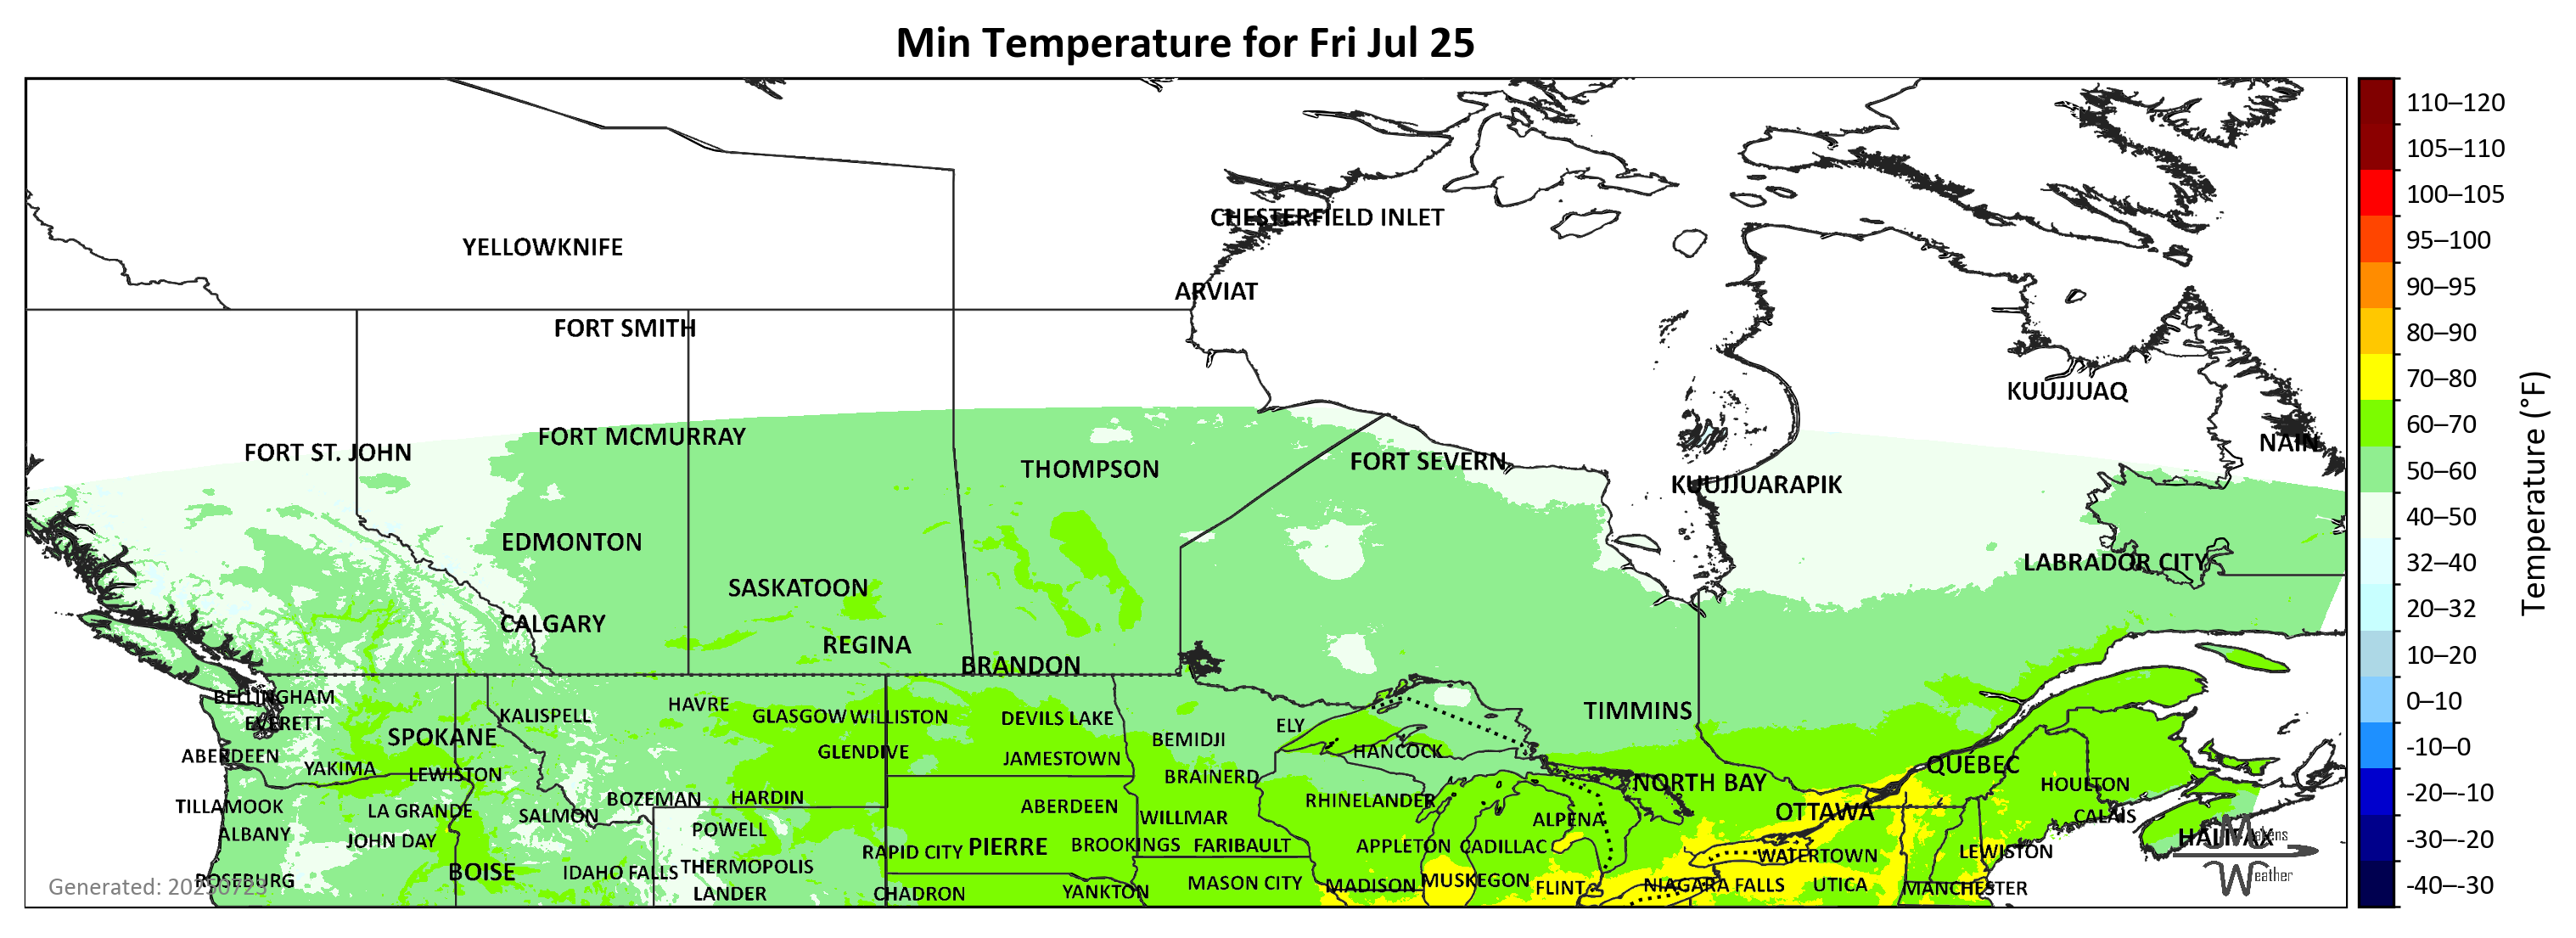 Min Temperature for Fri Jul 25
110–120
105–110
CHESTERFIELD INLET
100–105
YELLOWKNIFE
95–100
ARVIAT
90–95
FORT SMITH
80–90
KUUJJUAQ
70–80
FORT MCMURRAY
60–70
FORT ST. JOHN
NAIN
THOMPSON
FORT SEVERN
50–60
KUUJJUARAPIK
40–50
EDMONTON
LABRADOR CITY
32–40
SASKATOON
20–32
CALGARY
REGINA
BRANDON
10–20
BELLINGHAM
HAVRE
0–10
KALISPELL
GLASGOW WILLISTON
DEVILS LAKE
TIMMINS
EVERETT
ELY
SPOKANE
BEMIDJI
-10–0
ABERDEEN
GLENDIVE
JAMESTOWN
HANCOCK
QUÉBEC
YAKIMA
LEWISTON
BRAINERD
NORTH BAY
HOULTON
-20–-10
BOZEMAN
HARDIN
RHINELANDER
TILLAMOOK
LA GRANDE
SALMON
ABERDEEN
WILLMAR
ALPENA
OTTAWA
CALAIS
ALBANY
POWELL
JOHN DAY
RAPID CITY
PIERRE
BROOKINGS
FARIBAULT
APPLETON
CADILLAC
WATERTOWN
LEWISTON
HALIFAX
Makens
Weather
-30–-20
BOISE
IDAHO FALLS
THERMOPOLIS
ROSEBURG
Generated: 20250723
LANDER
CHADRON
YANKTON
MASON CITY
MADISON
MUSKEGON
FLINT
NIAGARA FALLS
UTICA
MANCHESTER
-40–-30
Temperature (°F)